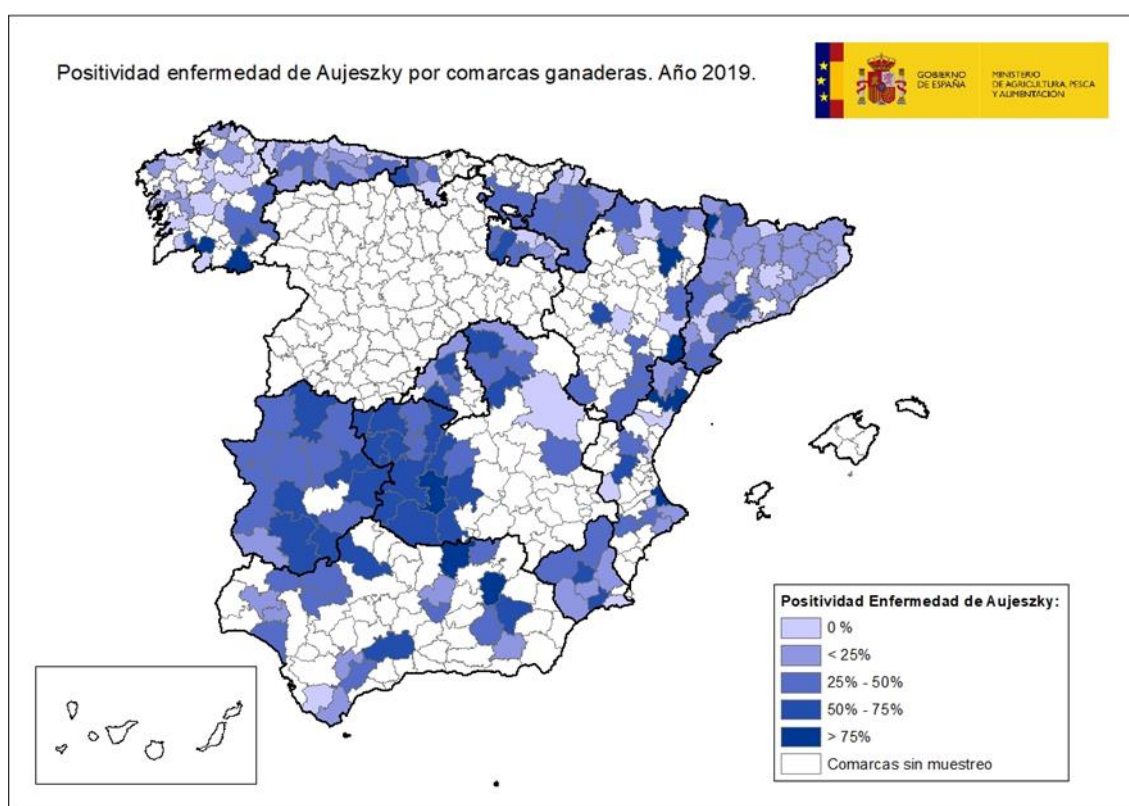 Positividad enfermedad de Aujeszky por comarcas ganaderas. Año 2019.
GOBIERNO
DE ESPAÑA
MINISTERIO
DE AGRICULTURA, PESCA
Y ALIMENTACIÓN
Positividad Enfermedad de Aujeszky:
0 %
< 25%
25% - 50%
50% - 75%
> 75%
Comarcas sin muestreo